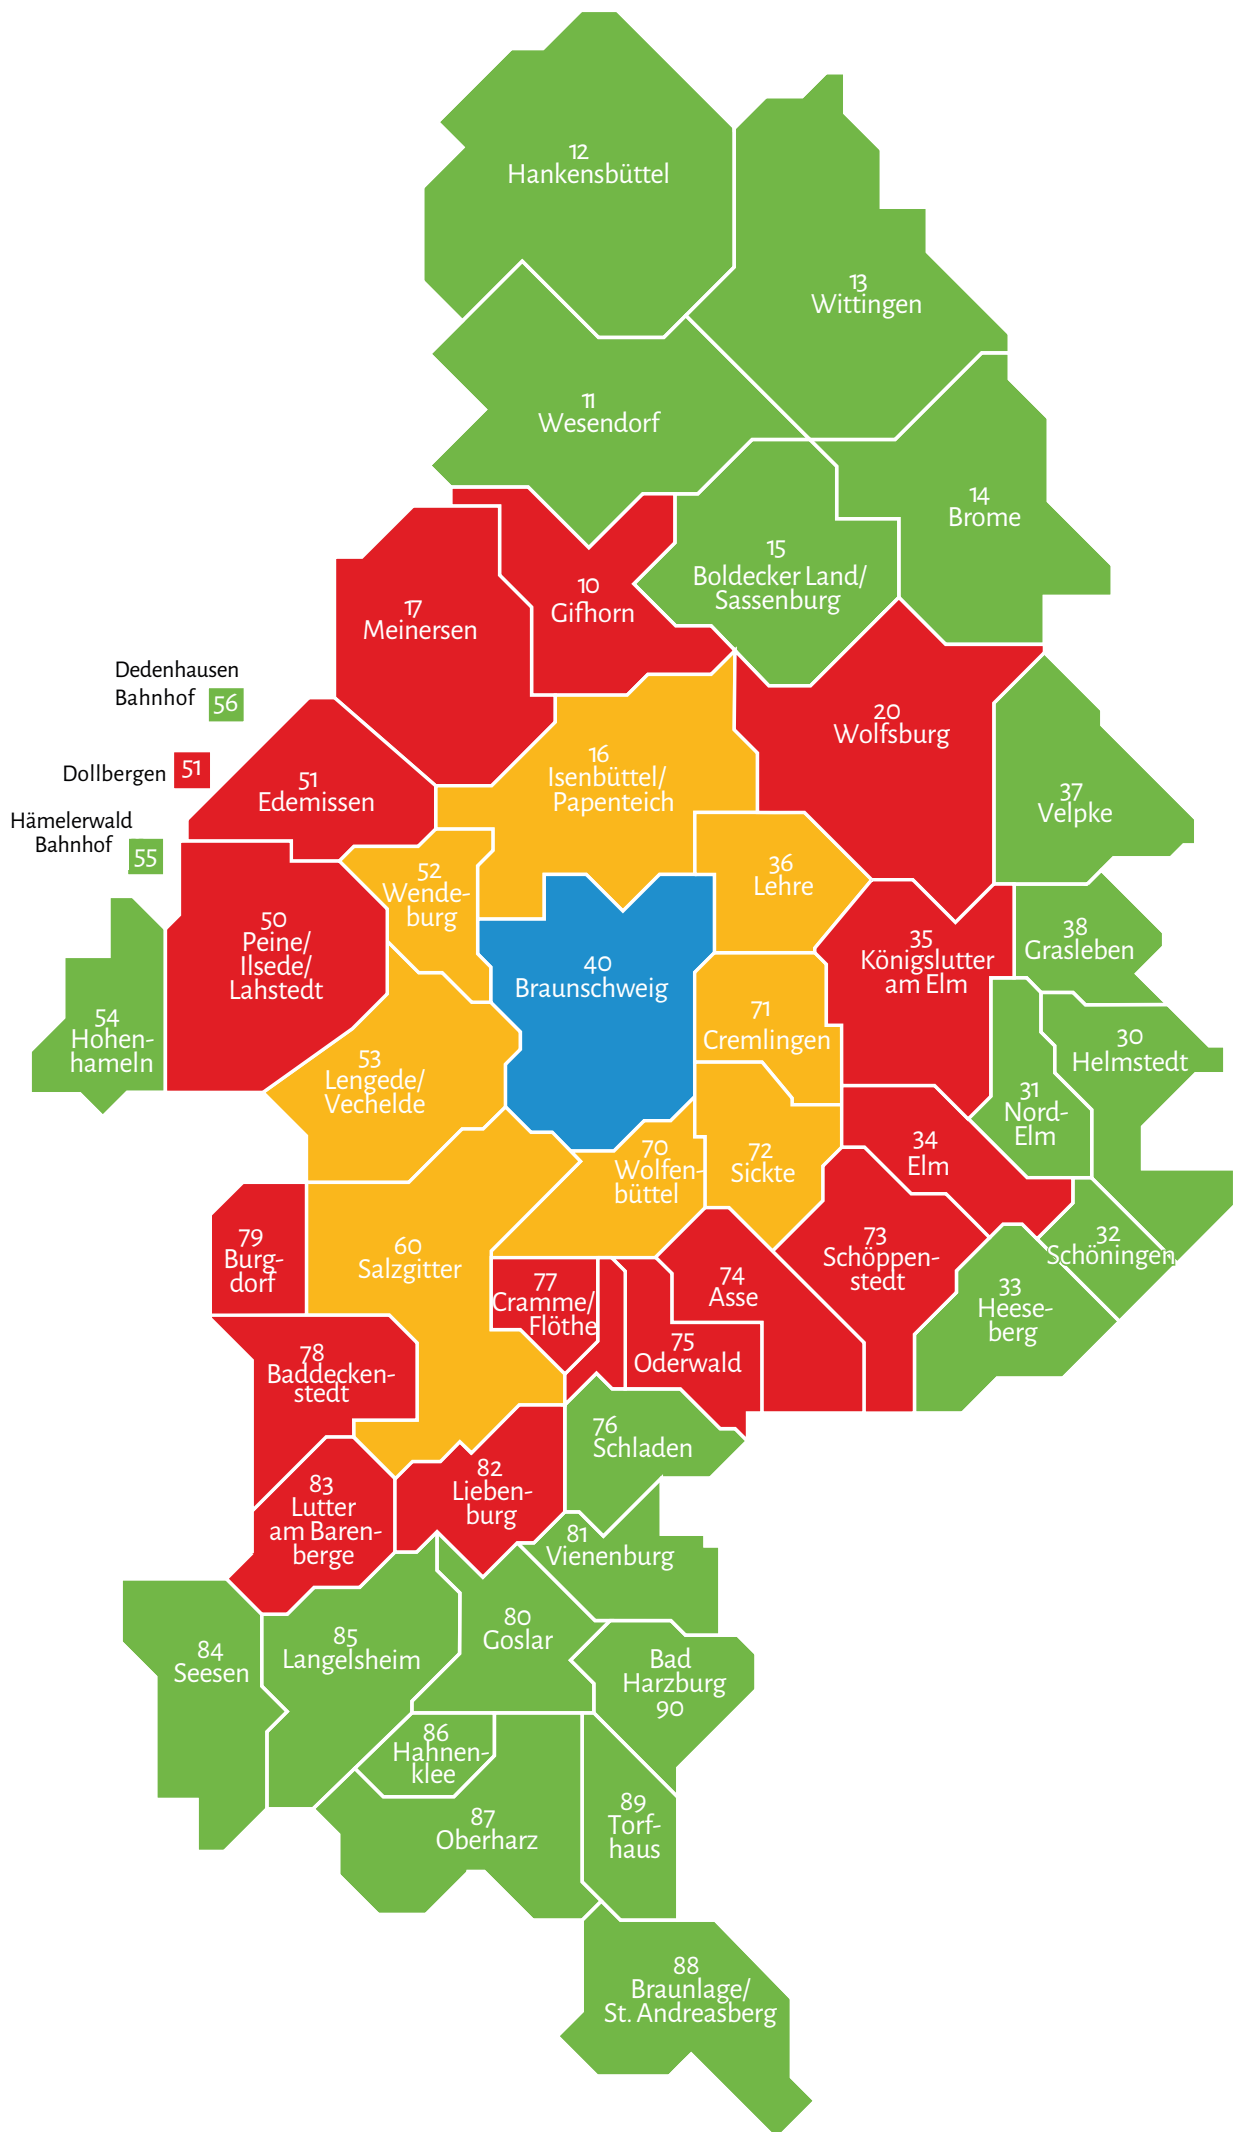 12
Hankensbüttel
13
Wittingen
11
Wesendorf
14
Brome
15
Boldecker Land/
Sassenburg
10
Gifhorn
17
Meinersen
Dedenhausen
Bahnhof 56
20
Wolfsburg
16
Isenbüttel/
Papenteich
Dollbergen 51
51
Edemissen
37
Velpke
Hämelerwald
Bahnhof 55
52
Wende-
burg
36
Lehre
50
Peine/
Ilsede/
Lahstedt
35
Königslutter
am Elm
38
Grasleben
40
Braunschweig
54
Hohen-
hameln
71
Cremlingen
30
Helmstedt
53
Lengede/
Vechelde
31
Nord-
Elm
70
Wolfen-
büttel
72
Sickte
34
Elm
79
Burg-
dorf
60
Salzgitter
73
Schöppen-
stedt
32
Schöningen
77
Cramme/
Flöthe
74
Asse
33
Heese-
berg
78
Baddecken-
stedt
75
Oderwald
76
Schladen
83
Lutter
am Baren-
berge
82
Lieben-
burg
81
Vienenburg
84
Seesen
85
Langelsheim
80
Goslar
Bad
Harzburg
90
86
Hahnen-
klee
87
Oberharz
89
Torf-
haus
88
Braunlage/
St. Andreasberg